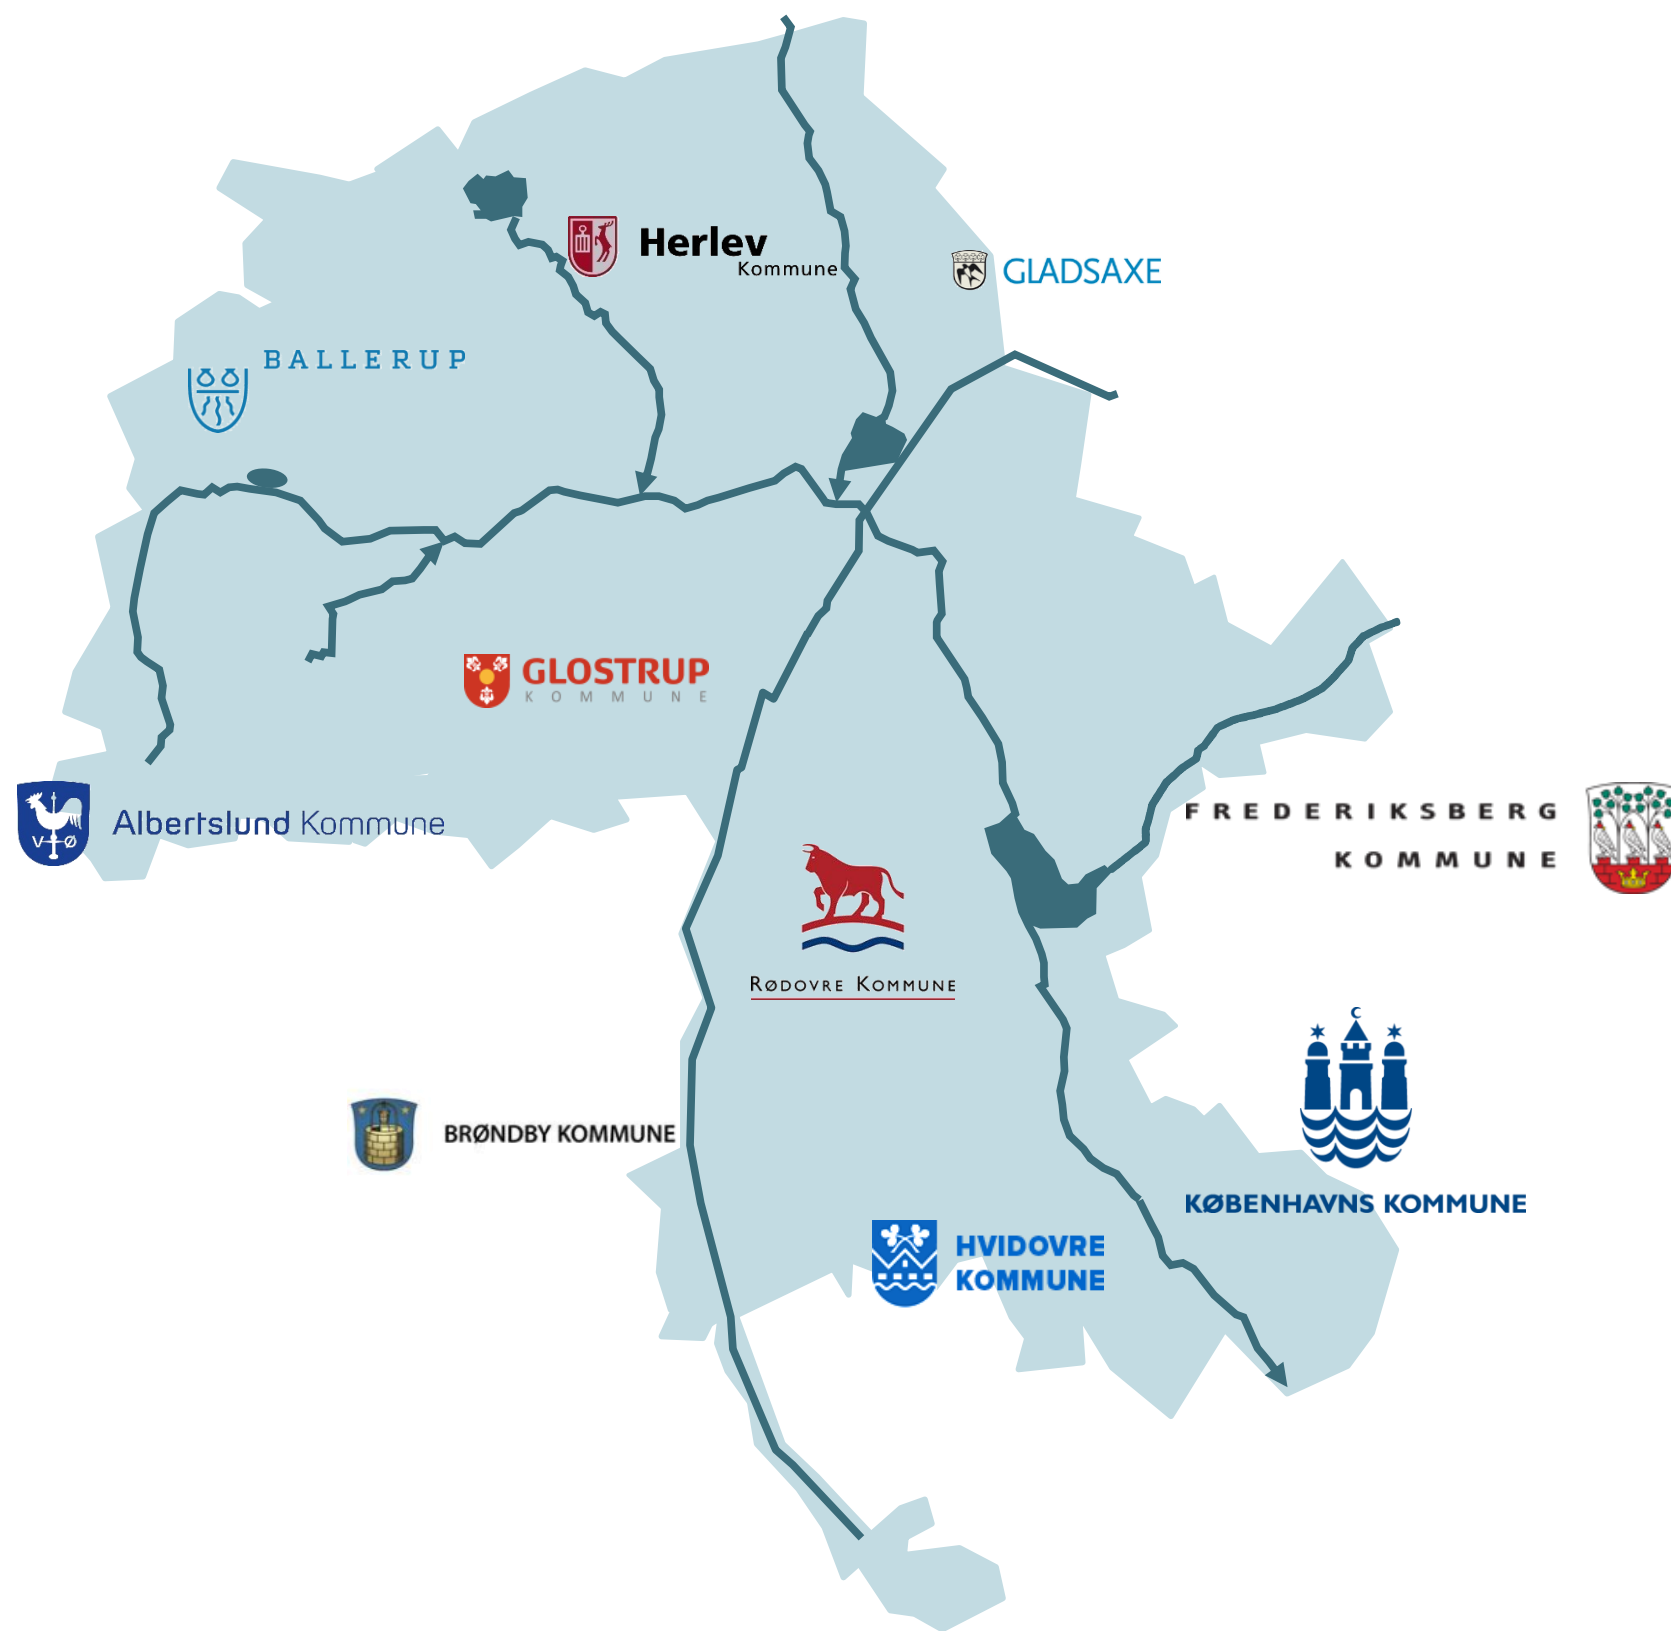 Herlev
Kommune
GLADSAXE
BALLERUP
GLOSTRUP
KOMMUNE
V Ø
Albertslund Kommune
FREDERIKSBERG
KOMMUNE
RØDOVRE KOMMUNE
BRØNDBY KOMMUNE
KØBENHAVNS KOMMUNE
HVIDOVRE
KOMMUNE